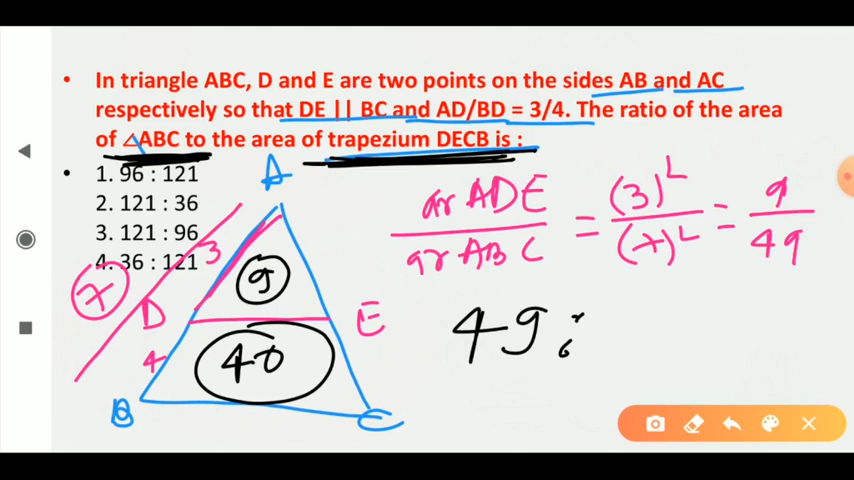 • In triangle ABC, D and E are two points on the sides AB and AC
respectively so that DE || BC and AD/BD = 3/4. The ratio of the area
of ∠ABC to the area of trapezium DECB is :
• 1. 96 : 121
2. 121 : 36
3. 121 : 96
4. 36 : 121
A
3
7
9
D
E
4
40
B
C
ar ADE / ar ABC = (3)² / (7)² = 9 / 49
49 :